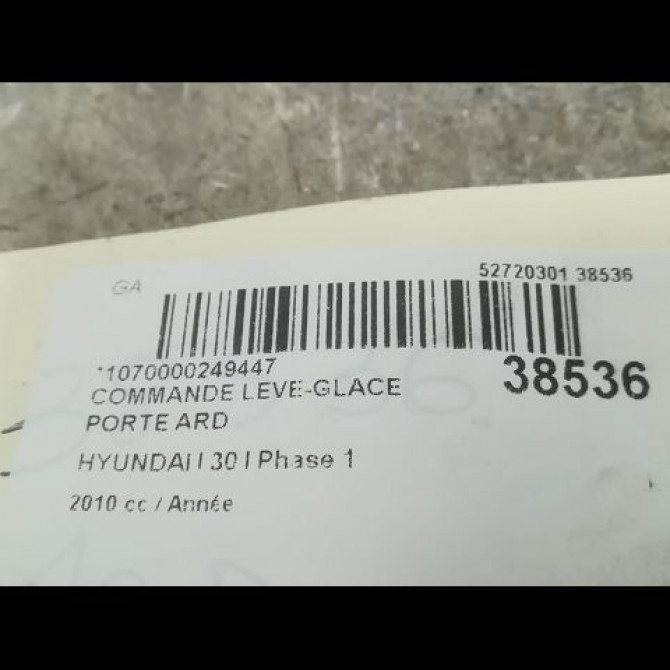 GA
52720301 38536
*1070000249447
38536
COMMANDE LEVE-GLACE
PORTE ARD
HYUNDAI I 30 I Phase 1
2010 cc / Année